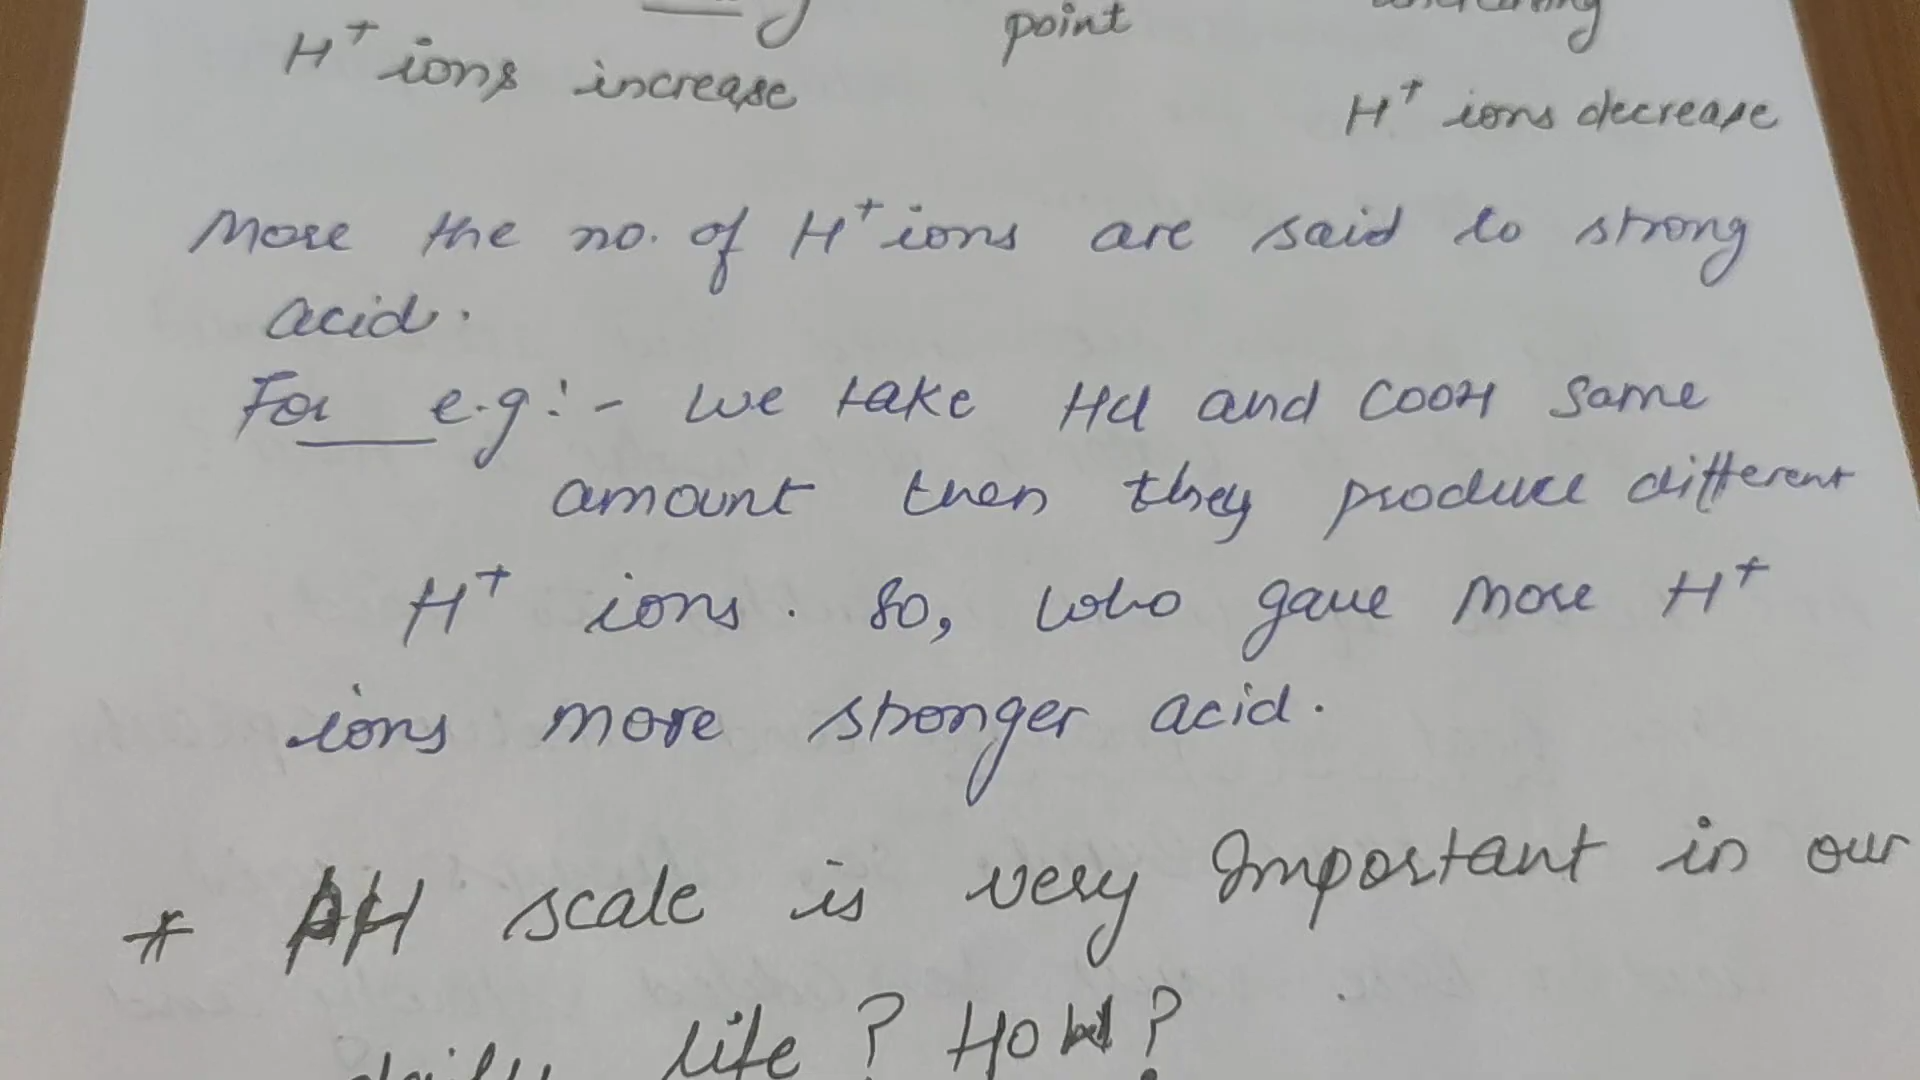 point
H⁺ ions increase
H⁺ ions decrease
More the no. of H⁺ ions are said to strong
acid.
For e.g:- we take HCl and COOH same
amount then they produce different
H⁺ ions. So, who gave more H⁺
ions more stronger acid.
* pH scale is very Important in our
daily life? How?